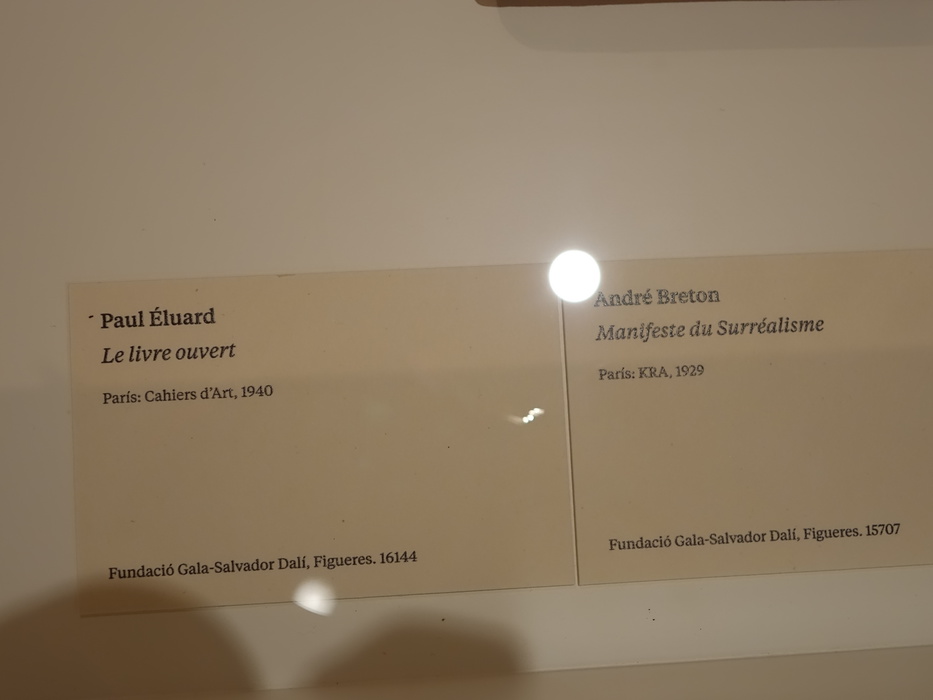 Paul Éluard
Le livre ouvert
París: Cahiers d'Art, 1940
Fundació Gala-Salvador Dalí, Figueres. 16144
André Breton
Manifeste du Surréalisme
París: KRA, 1929
Fundació Gala-Salvador Dalí, Figueres. 15707